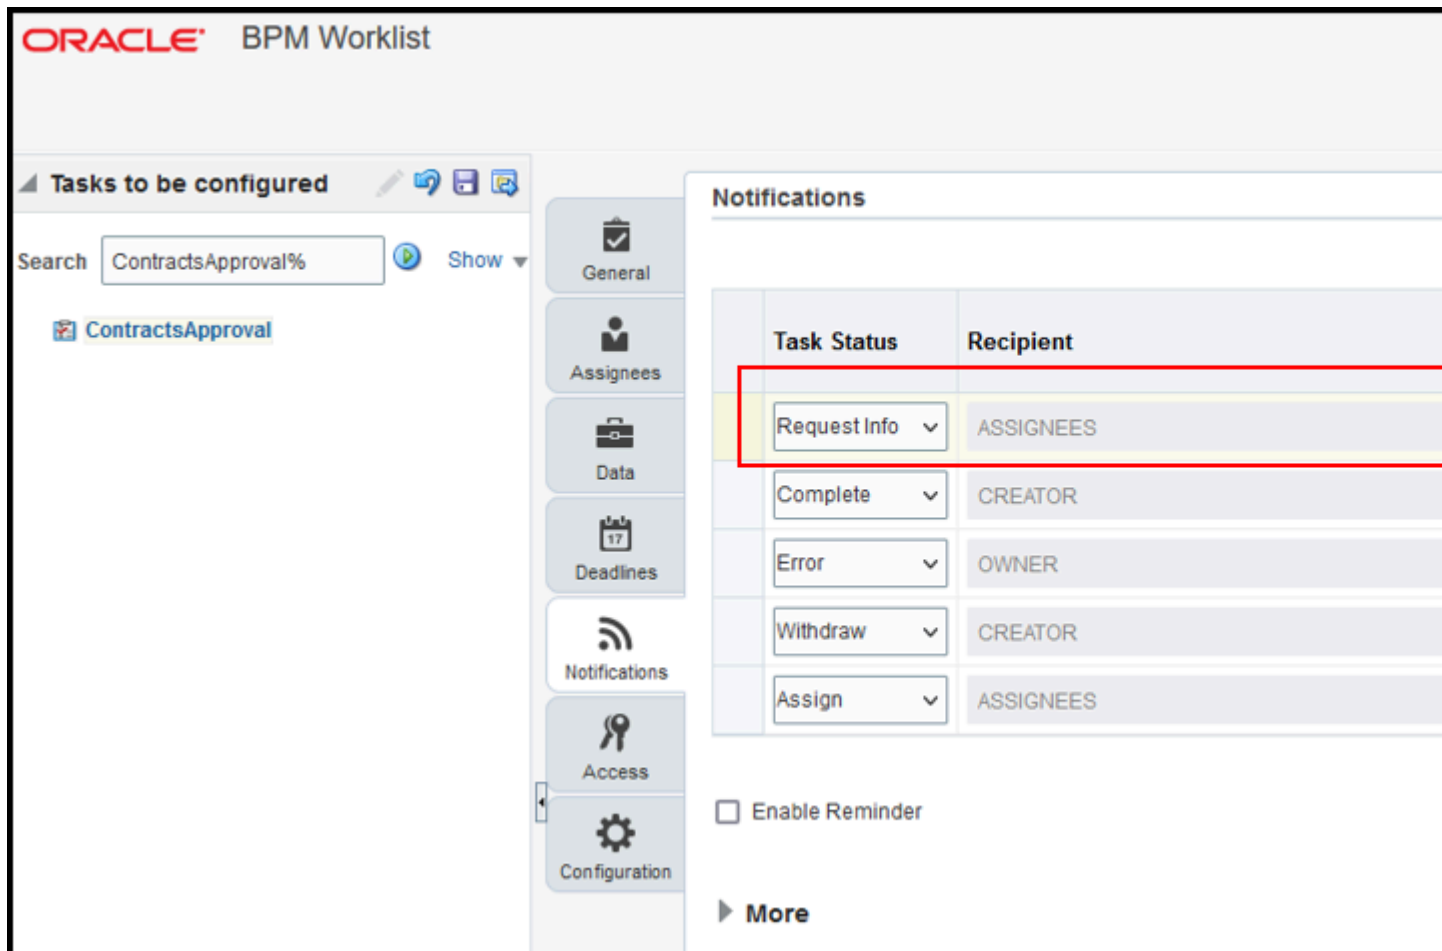 ORACLE BPM Worklist
Tasks to be configured
Search ContractsApproval% Show
ContractsApproval
General
Assignees
Data
17
Deadlines
Notifications
Access
Configuration
Notifications
Task Status Recipient
Request Info ASSIGNEES
Complete CREATOR
Error OWNER
Withdraw CREATOR
Assign ASSIGNEES
Enable Reminder
More